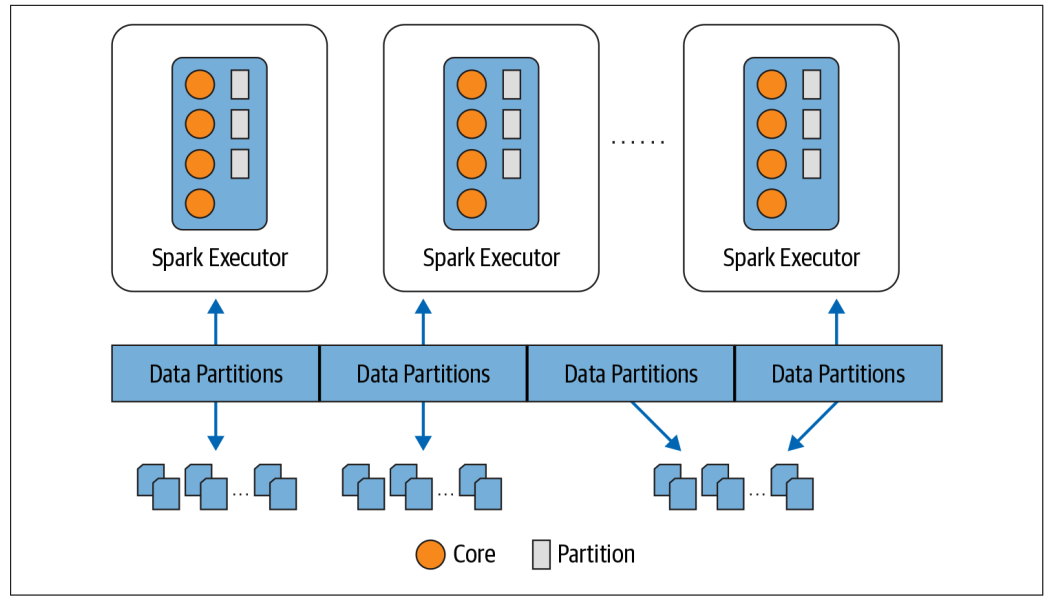 Spark Executor
Spark Executor
......
Spark Executor
Data Partitions
Data Partitions
Data Partitions
Data Partitions
...
...
...
Core
Partition